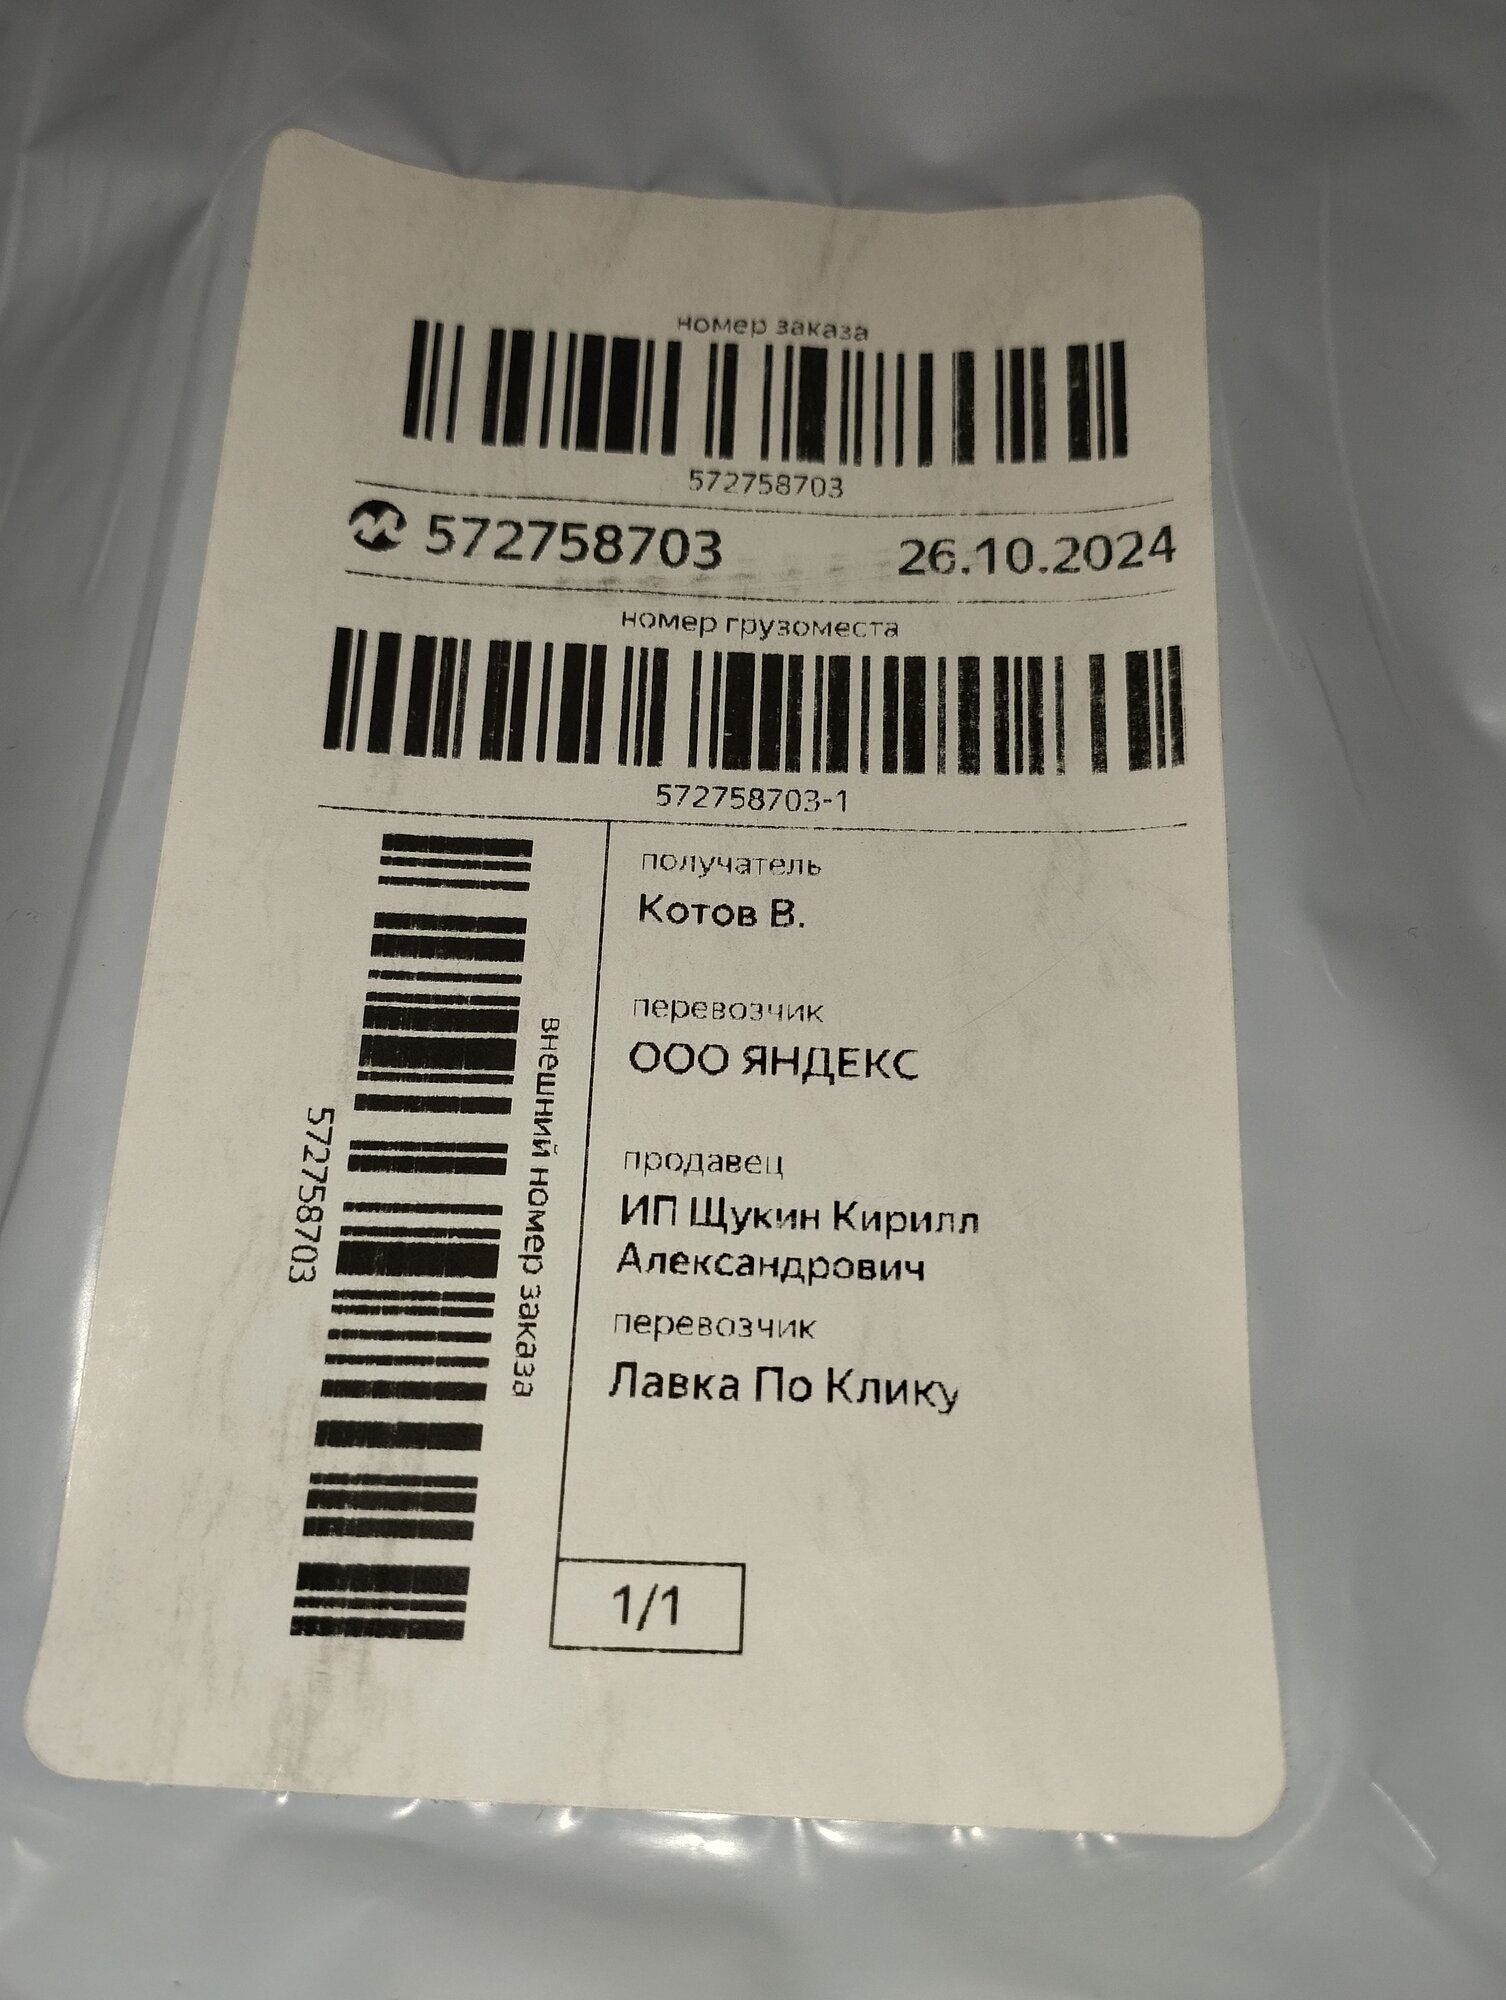 номер заказа
572758703
572758703 26.10.2024
номер грузоместа
572758703-1
получатель
Котов В.
перевозчик
ООО ЯНДЕКС
продавец
ИП Щукин Кирилл
Александрович
перевозчик
Лавка По Клику
внешний номер заказа
572758703
1/1